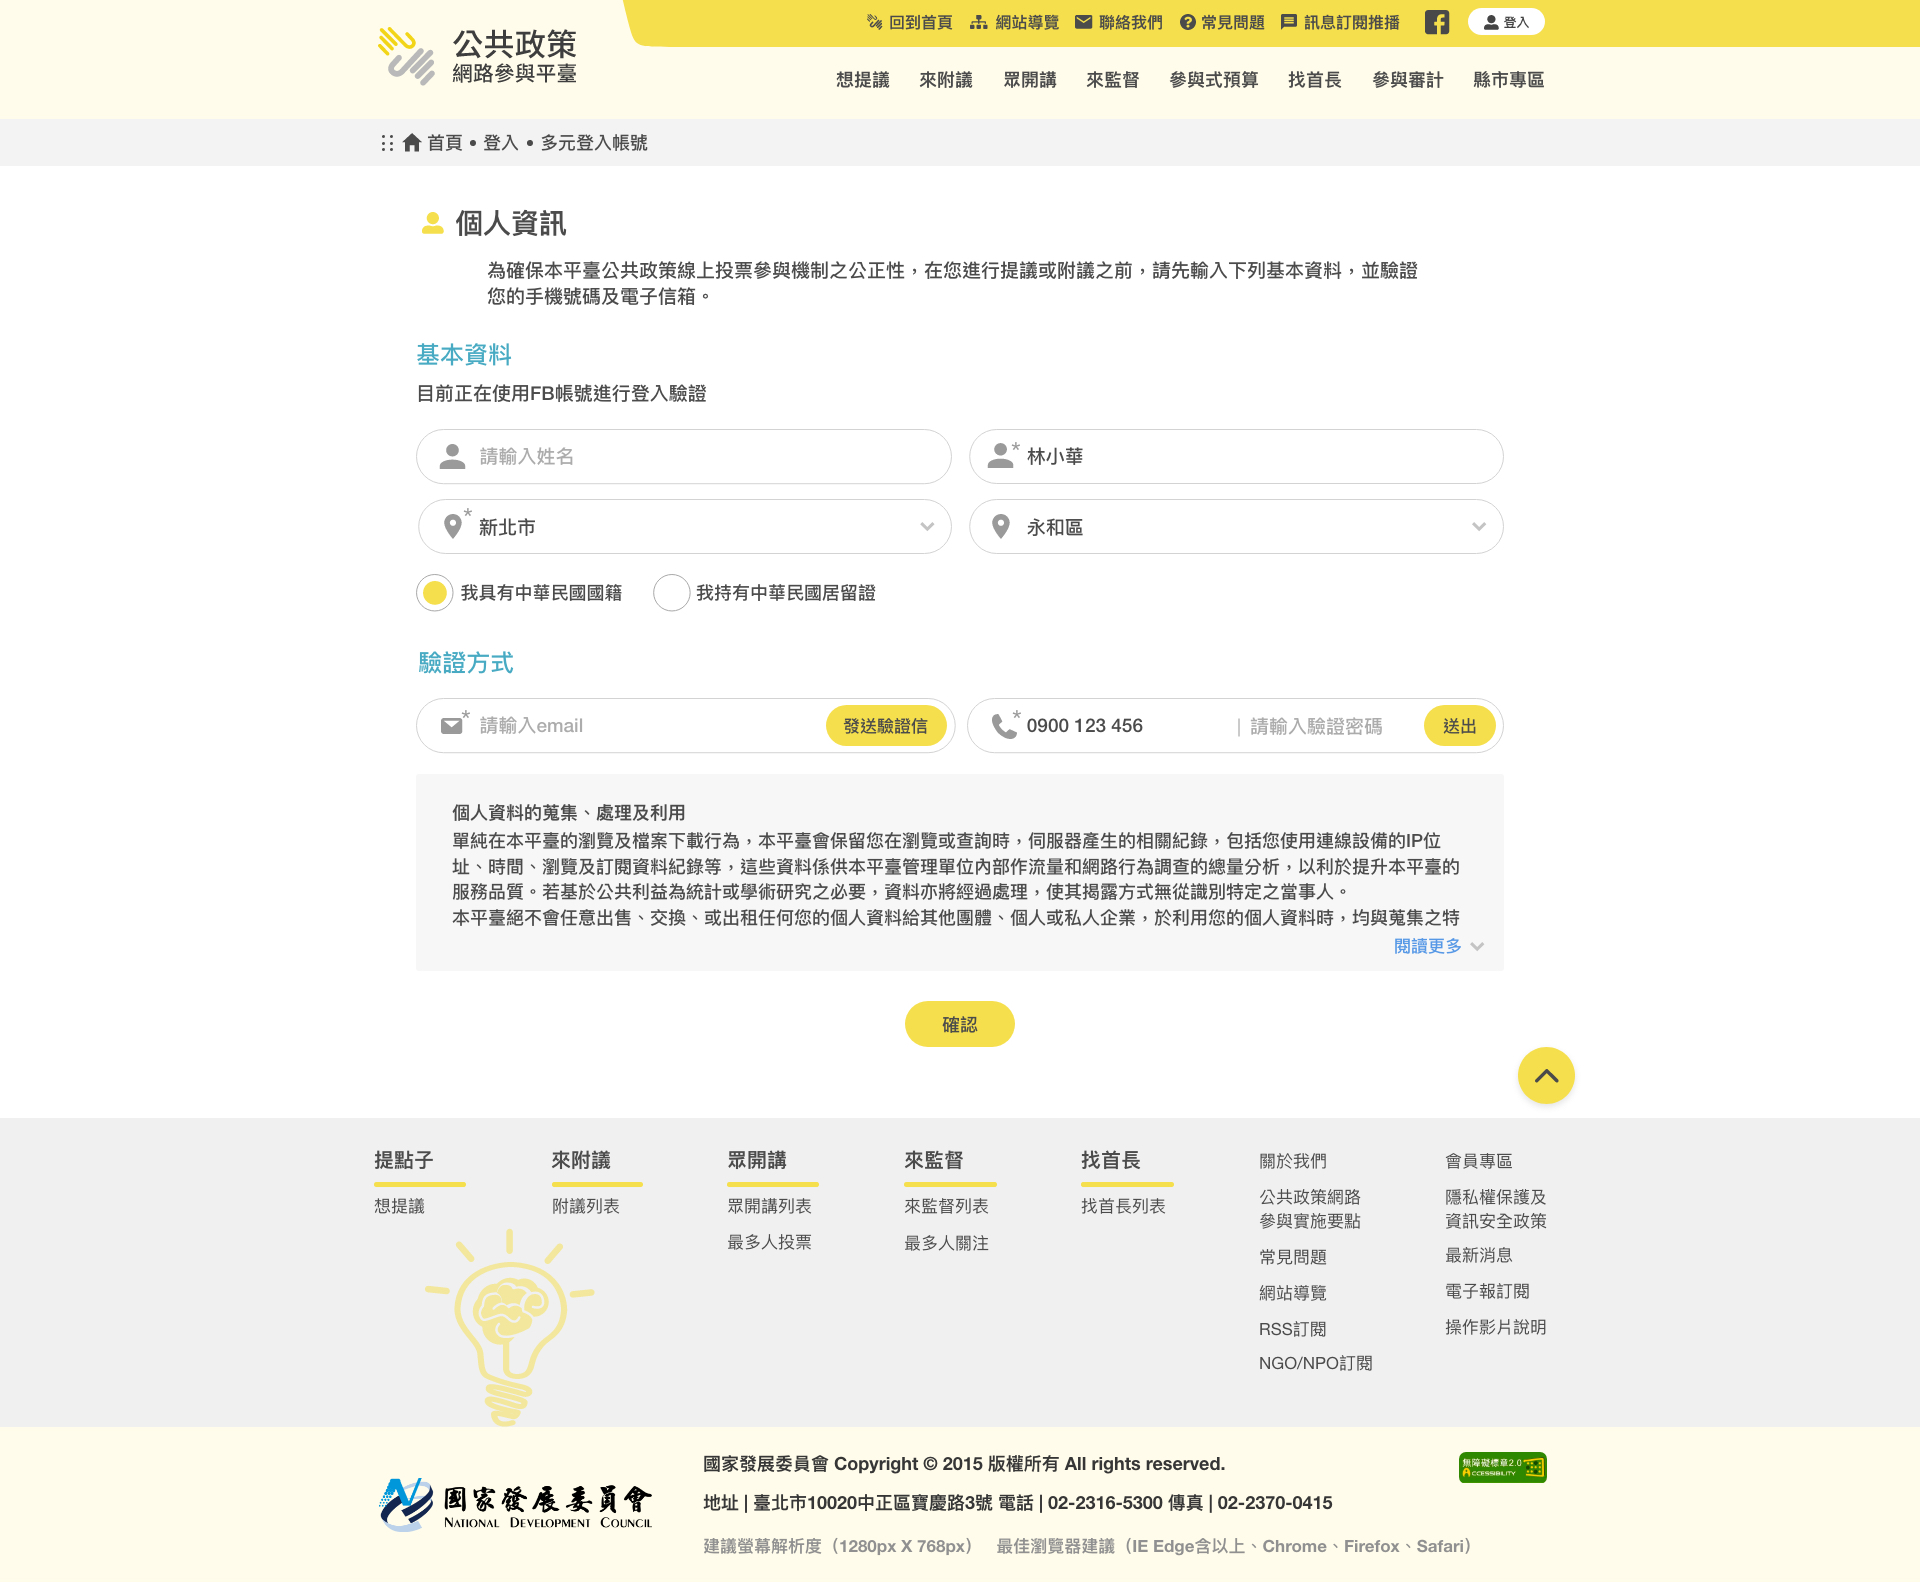 公共政策
網路參與平臺
回到首頁 網站導覽 聯絡我們 常見問題 訊息訂閱推播 登入
想提議 來附議 眾開講 來監督 參與式預算 找首長 參與審計 縣市專區
首頁 • 登入 • 多元登入帳號
個人資訊
為確保本平臺公共政策線上投票參與機制之公正性，在您進行提議或附議之前，請先輸入下列基本資料，並驗證
您的手機號碼及電子信箱。
基本資料
目前正在使用FB帳號進行登入驗證
請輸入姓名
* 林小華
* 新北市
永和區
我具有中華民國國籍 我持有中華民國居留證
驗證方式
* 請輸入email 發送驗證信
* 0900 123 456 | 請輸入驗證密碼 送出
個人資料的蒐集、處理及利用
單純在本平臺的瀏覽及檔案下載行為，本平臺會保留您在瀏覽或查詢時，伺服器產生的相關紀錄，包括您使用連線設備的IP位
址、時間、瀏覽及訂閱資料紀錄等，這些資料係供本平臺管理單位內部作流量和網路行為調查的總量分析，以利於提升本平臺的
服務品質。若基於公共利益為統計或學術研究之必要，資料亦將經過處理，使其揭露方式無從識別特定之當事人。
本平臺絕不會任意出售、交換、或出租任何您的個人資料給其他團體、個人或私人企業，於利用您的個人資料時，均與蒐集之特
閱讀更多
確認
提點子 來附議 眾開講 來監督 找首長 關於我們 會員專區
想提議 附議列表 眾開講列表 來監督列表 找首長列表 公共政策網路 隱私權保護及
參與實施要點 資訊安全政策
最多人投票 最多人關注 常見問題 最新消息
網站導覽 電子報訂閱
RSS訂閱 操作影片說明
NGO/NPO訂閱
國家發展委員會
NATIONAL DEVELOPMENT COUNCIL
國家發展委員會 Copyright © 2015 版權所有 All rights reserved.
地址 | 臺北市10020中正區寶慶路3號 電話 | 02-2316-5300 傳真 | 02-2370-0415
建議螢幕解析度（1280px X 768px） 最佳瀏覽器建議（IE Edge含以上、Chrome、Firefox、Safari）
無障礙標章2.0
ACCESSIBILITY